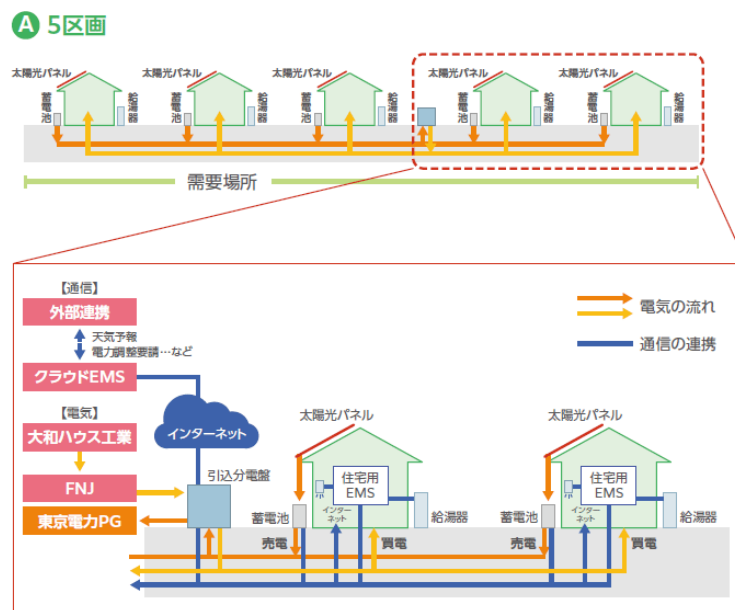 A 5区画
太陽光パネル
太陽光パネル
太陽光パネル
太陽光パネル
太陽光パネル
蓄電池
給湯器
蓄電池
給湯器
蓄電池
給湯器
蓄電池
給湯器
蓄電池
給湯器
需要場所
【通信】
外部連携
天気予報
電力調整要請…など
クラウドEMS
【電気】
大和ハウス工業
FNJ
東京電力PG
インターネット
引込分電盤
電気の流れ
通信の連携
太陽光パネル
住宅用
EMS
インター
ネット
蓄電池
給湯器
売電
買電
太陽光パネル
住宅用
EMS
インター
ネット
蓄電池
給湯器
売電
買電